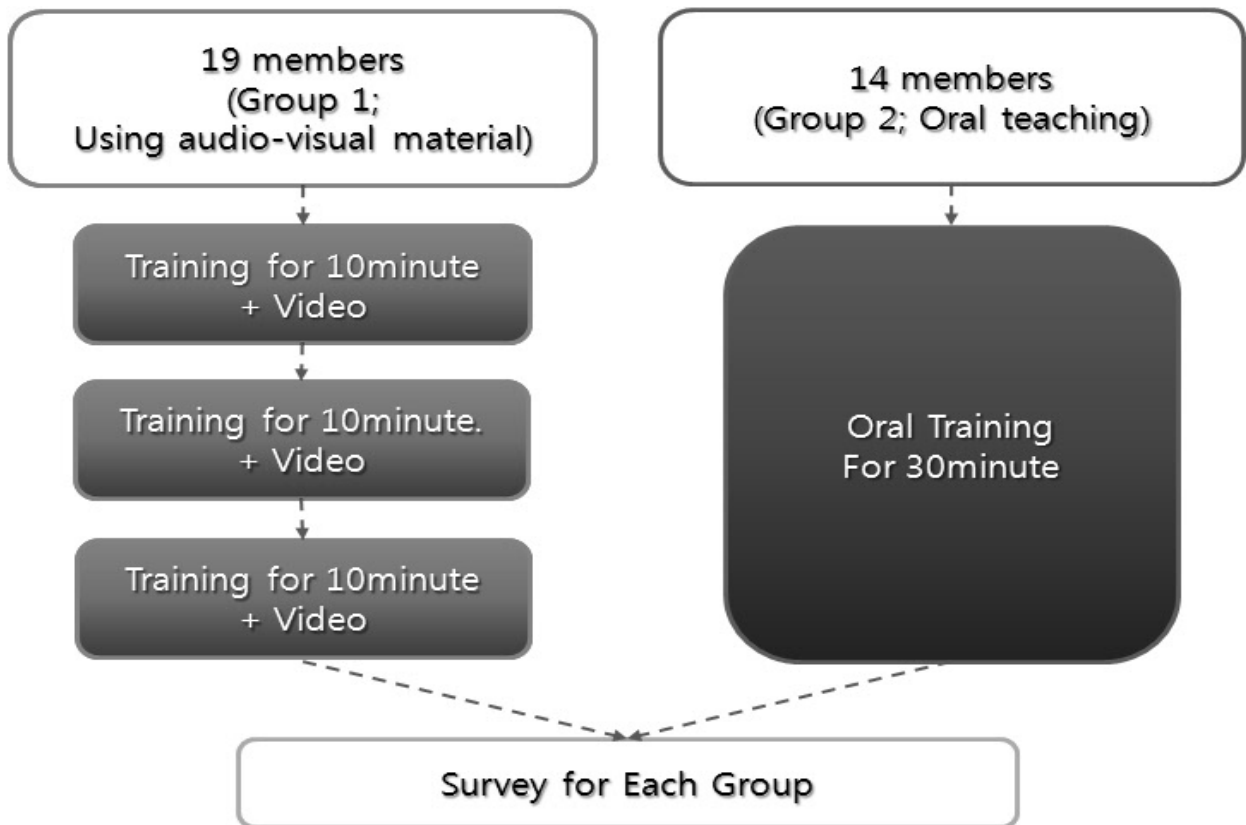 19 members
(Group 1;
Using audio-visual material)
14 members
(Group 2; Oral teaching)
Training for 10minute
+ Video
Training for 10minute.
+ Video
Training for 10minute
+ Video
Oral Training
For 30minute
Survey for Each Group